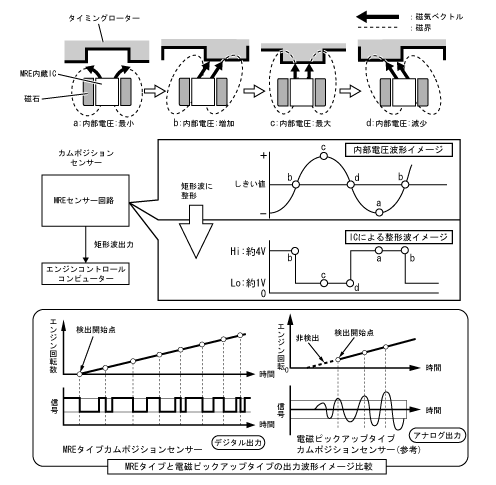 タイミングローター
:磁気ベクトル
:磁界
MRE内蔵IC
磁石
a:内部電圧:最小
b:内部電圧:増加
c:内部電圧:最大
d:内部電圧:減少
カムポジション
センサー
MREセンサー回路
矩形波出力
エンジンコントロール
コンピューター
矩形波に
整形
内部電圧波形イメージ
+
しきい値
−
b
c
d
a
b
ICによる整形波イメージ
Hi:約4V
Lo:約1V
0
b
c
d
a
b
エンジン回転数
検出開始点
時間
信号
時間
MREタイプカムポジションセンサー
デジタル出力
エンジン回転
0
非検出
検出開始点
時間
信号
時間
電磁ピックアップタイプ
カムポジションセンサー(参考)
アナログ出力
MREタイプと電磁ピックアップタイプの出力波形イメージ比較